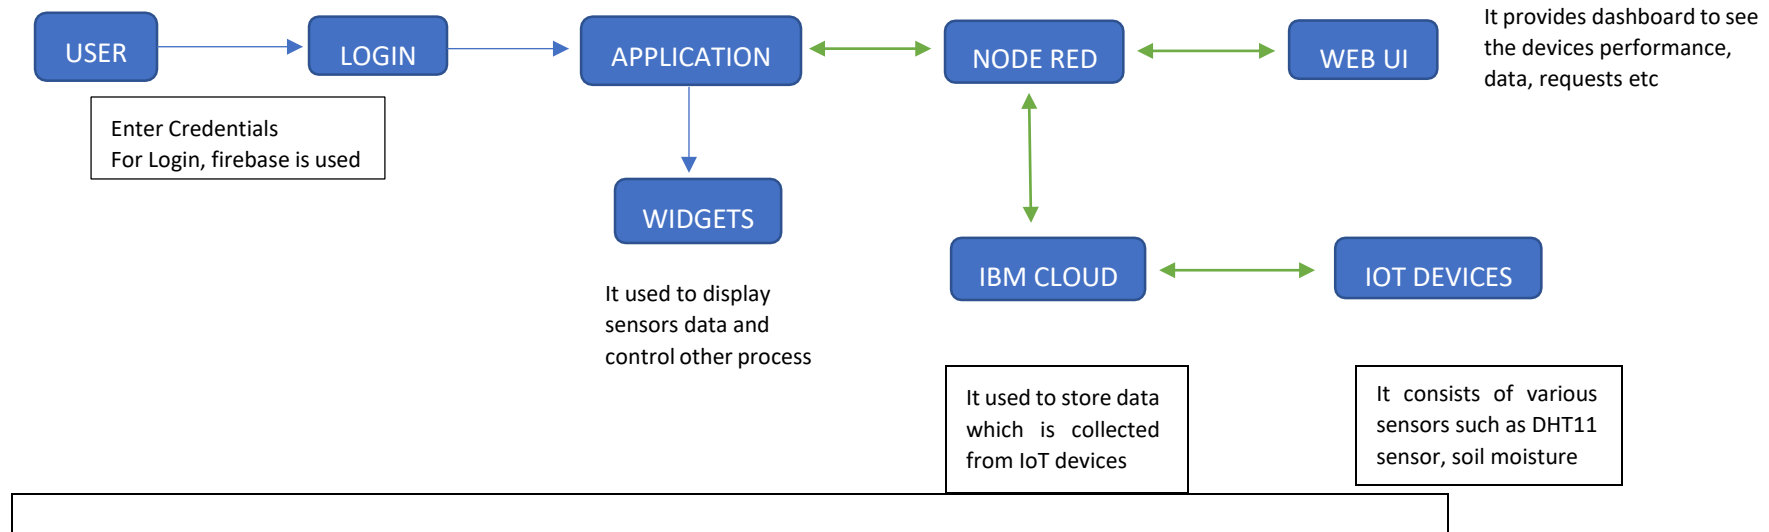 USER
LOGIN
APPLICATION
NODE RED
WEB UI
It provides dashboard to see
the devices performance,
data, requests etc
Enter Credentials
For Login, firebase is used
WIDGETS
It used to display
sensors data and
control other process
IBM CLOUD
IOT DEVICES
It used to store data
which is collected
from IoT devices
It consists of various
sensors such as DHT11
sensor, soil moisture